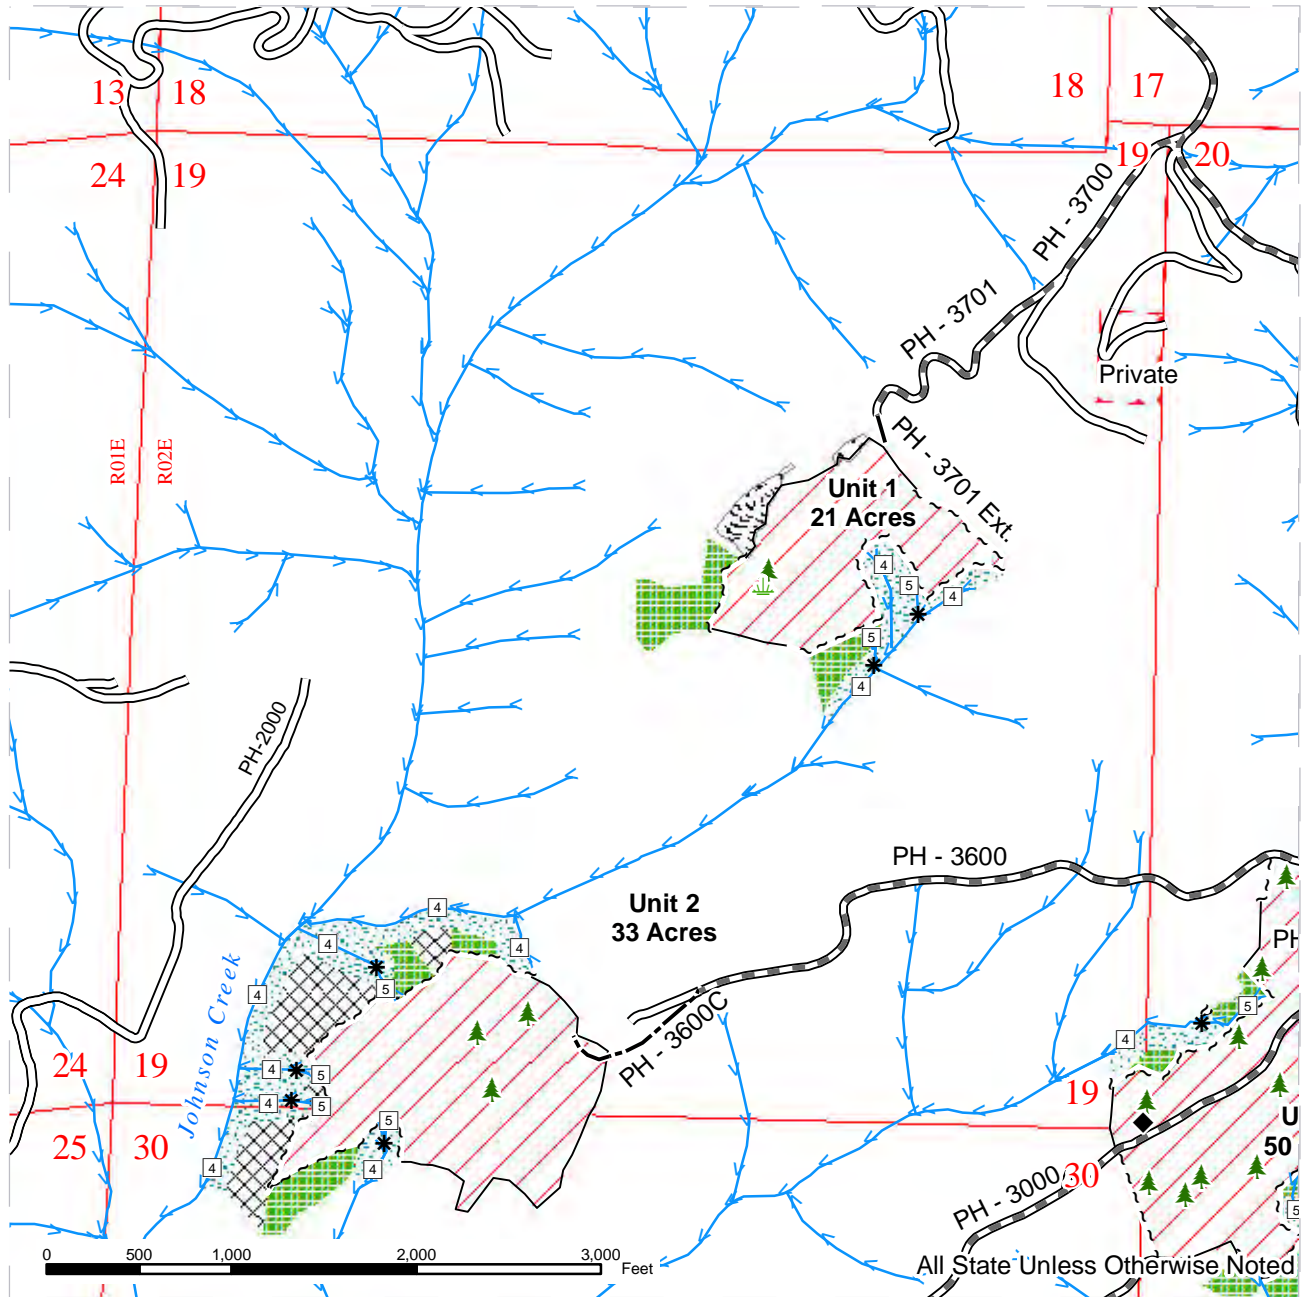 13 18
18 17
24 19
19 20
PH - 3700
PH - 3701
Private
R01E
R02E
PH - 3701 Ext.
Unit 1
21 Acres
4
5
4
5
4
PH-2000
PH - 3600
Unit 2
33 Acres
4
4
4
5
4
PH
5
4
Johnson Creek
PH - 3600C
24 19
4 5
4 5
19
5
4
4
25 30
U
50
30
PH - 3000
5
0 500 1,000 2,000 3,000
Feet
All State Unless Otherwise Noted